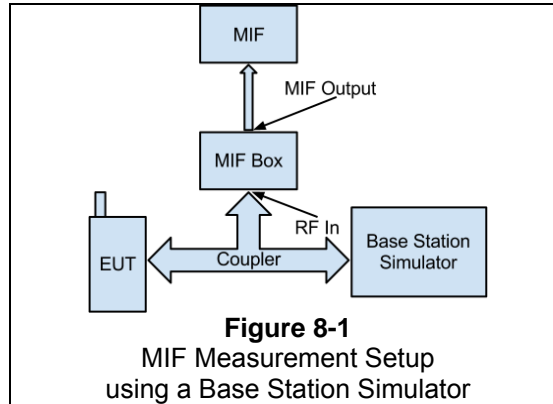 MIF
MIF Output
MIF Box
RF In
EUT
Coupler
Base Station
Simulator
Figure 8-1
MIF Measurement Setup
using a Base Station Simulator